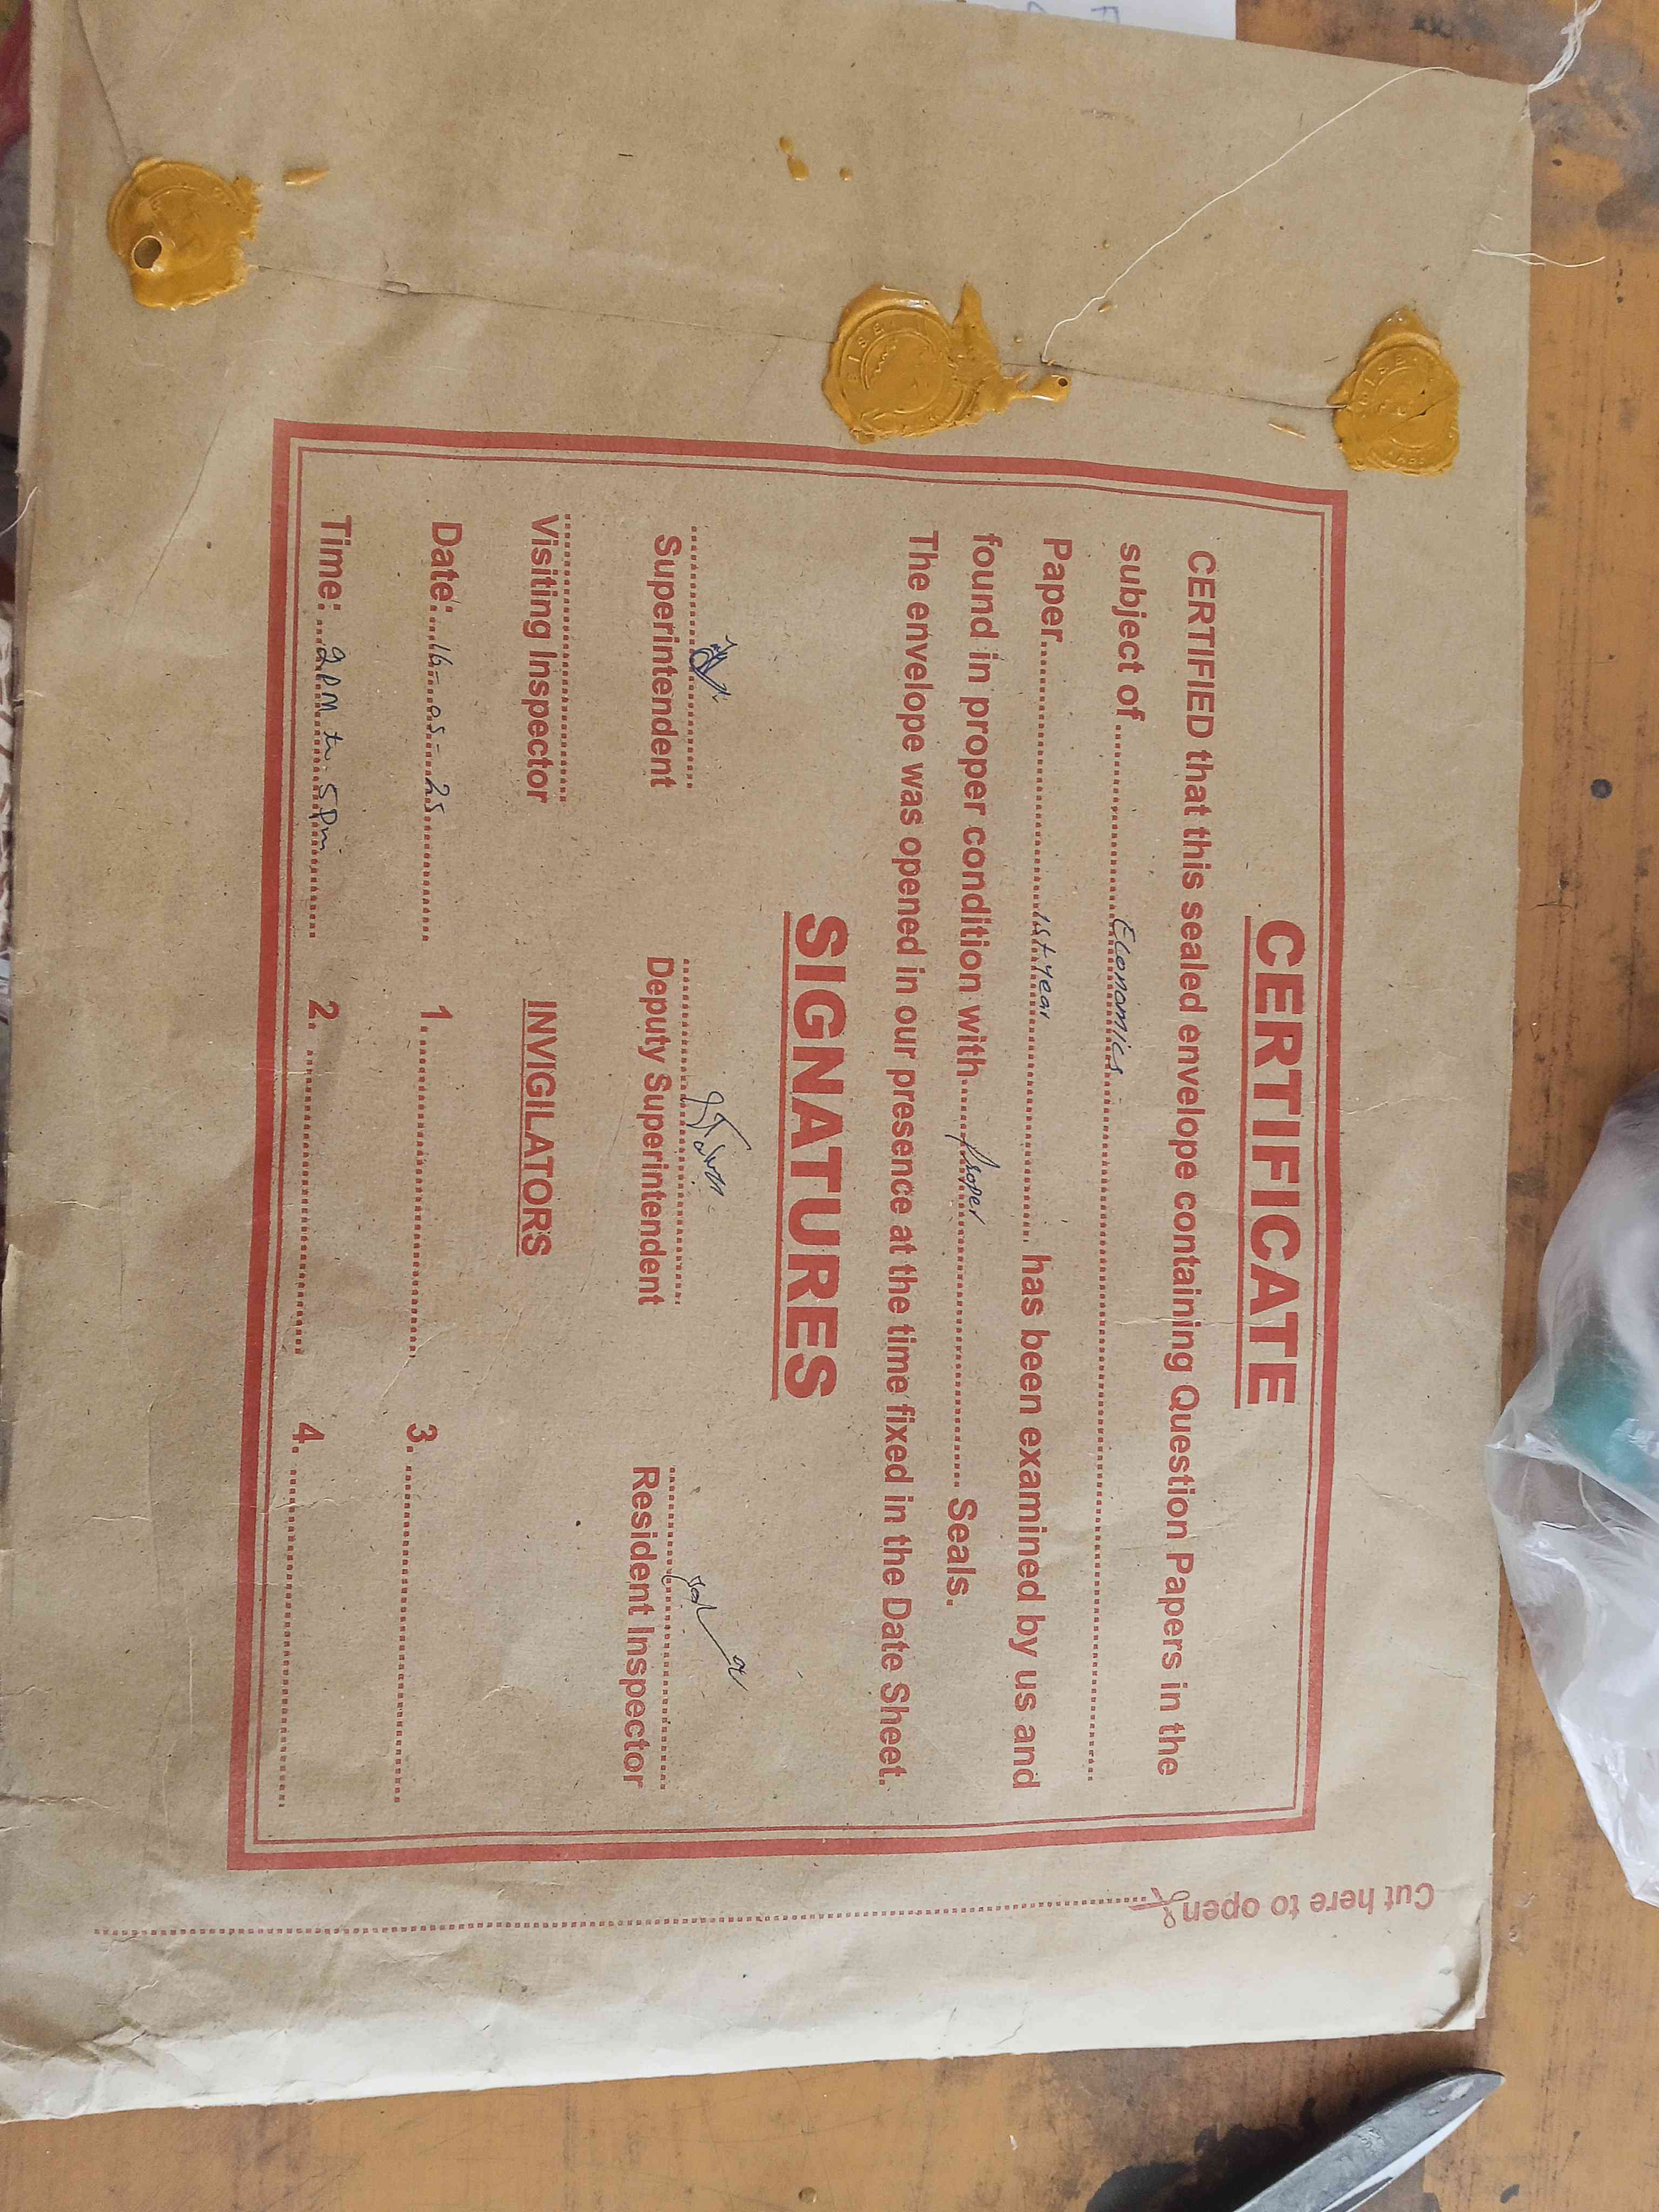 CERTIFICATE
CERTIFIED that this sealed envelope containing Question Papers in the
subject of Economics
Paper 1st year has been examined by us and
found in proper condition with Proper Seals.
The envelope was opened in our presence at the time fixed in the Date Sheet.
SIGNATURES
Superintendent Deputy Superintendent Resident Inspector
Visiting Inspector INVIGILATORS
Date: 16-05-25 1. 3.
Time: 2PM to 5Pm 2. 4.
Cut here to open